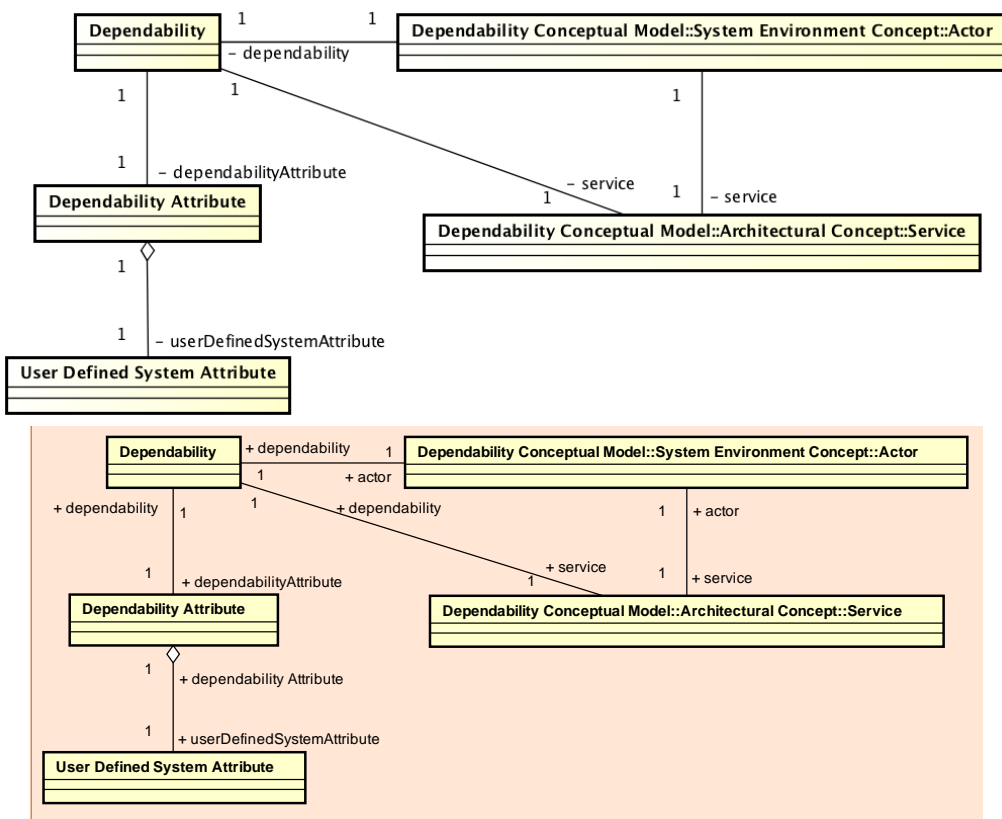 1 1
Dependability
Dependability Conceptual Model::System Environment Concept::Actor
– dependability
1 1 1
1
– dependabilityAttribute
– service
1
1
– service
Dependability Attribute
Dependability Conceptual Model::Architectural Concept::Service
1
1
– userDefinedSystemAttribute
User Defined System Attribute
+ dependability 1
Dependability
Dependability Conceptual Model::System Environment Concept::Actor
1
+ actor
+ dependability 1
1
+ dependability
1 + actor
1
+ dependabilityAttribute
+ service
1
1
+ service
Dependability Attribute
Dependability Conceptual Model::Architectural Concept::Service
1
+ dependability Attribute
1
+ userDefinedSystemAttribute
User Defined System Attribute